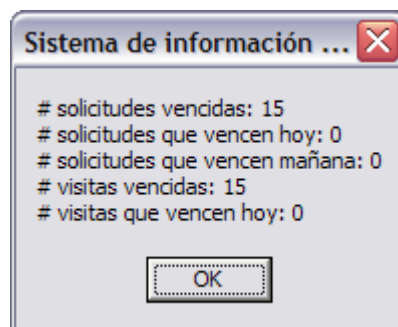 Sistema de información ...
# solicitudes vencidas: 15
# solicitudes que vencen hoy: 0
# solicitudes que vencen mañana: 0
# visitas vencidas: 15
# visitas que vencen hoy: 0
OK